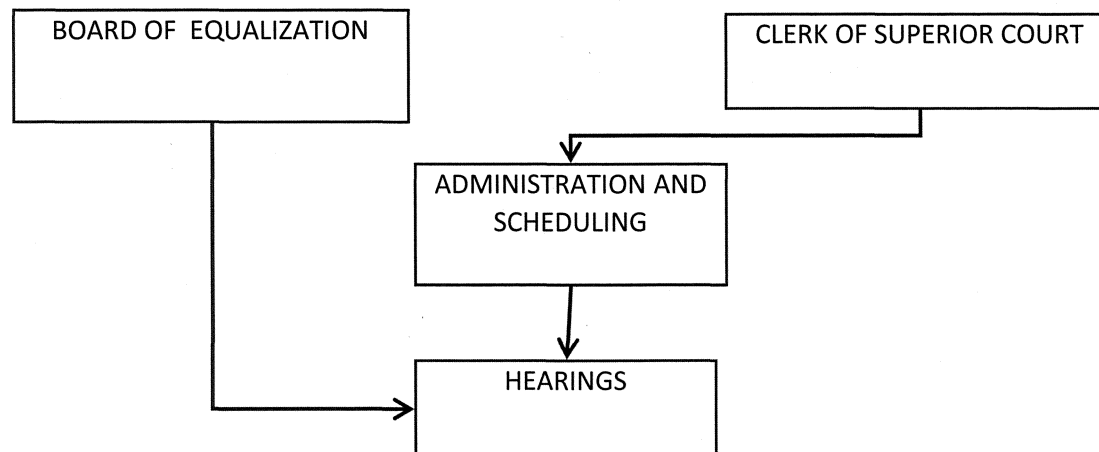 BOARD OF EQUALIZATION
CLERK OF SUPERIOR COURT
ADMINISTRATION AND
SCHEDULING
HEARINGS